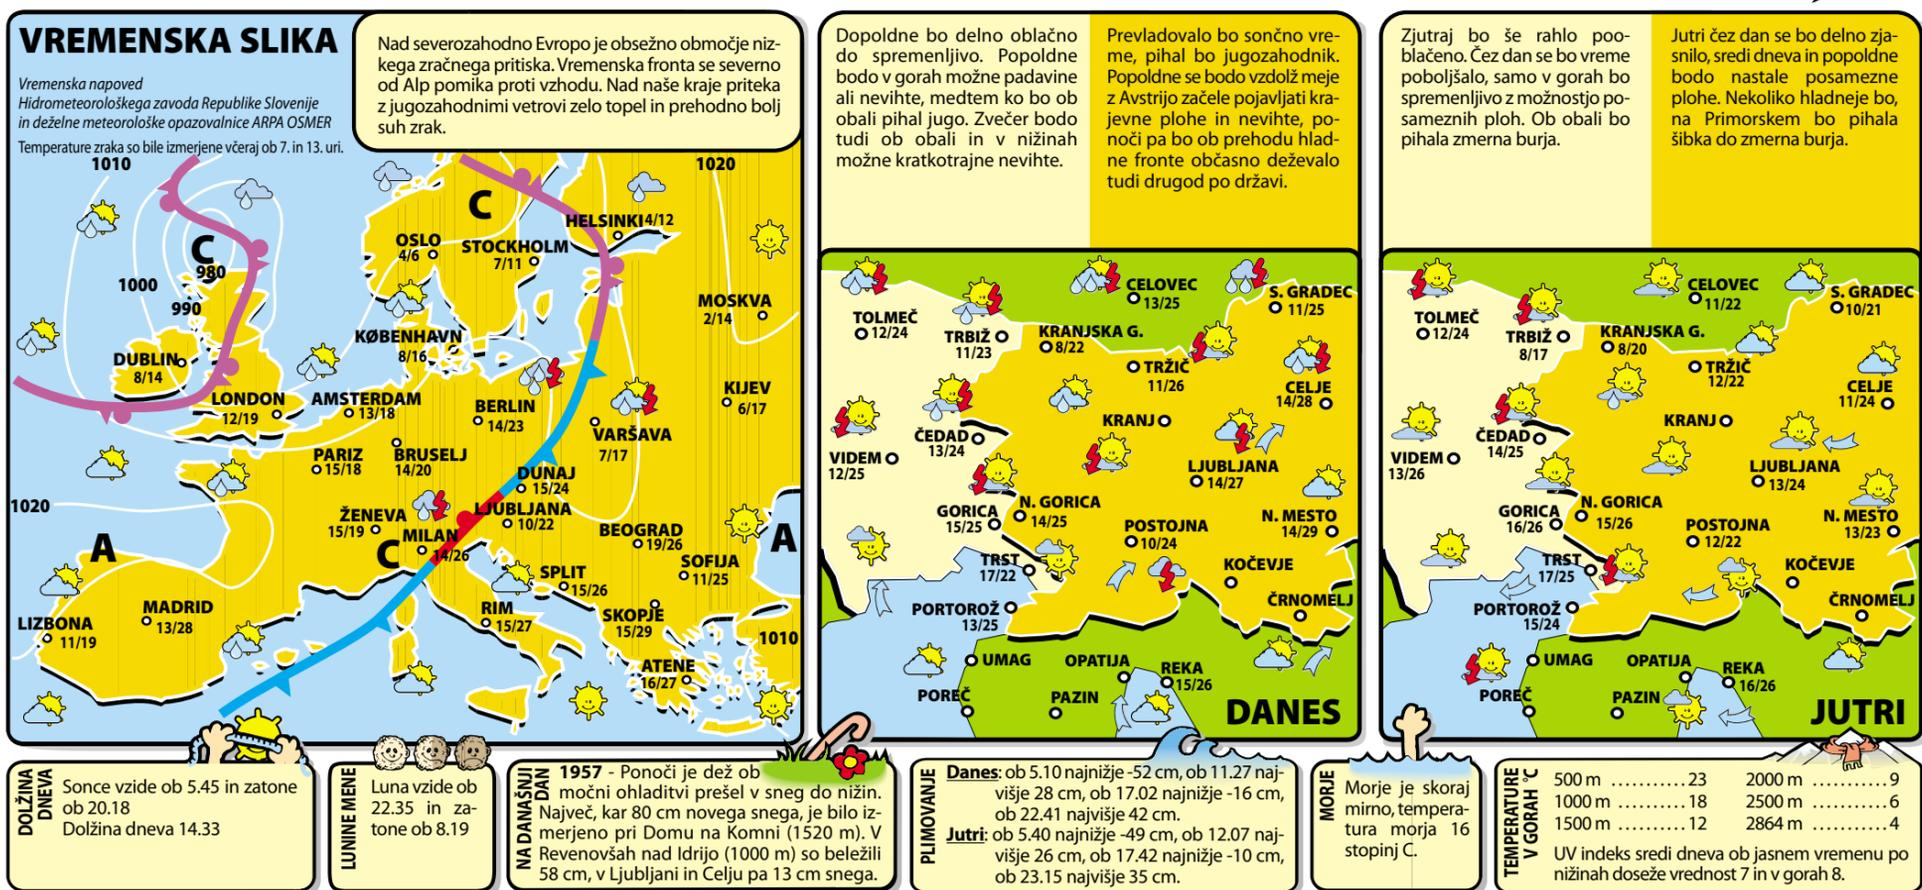 VREMENSKA SLIKA
Vremenska napoved
Hidrometeorološkega zavoda Republike Slovenije
in deželne meteorološke opazovalnice ARPA OSMER
Temperature zraka so bile izmerjene včeraj ob 7. in 13. uri.
Nad severozahodno Evropo je obsežno območje niz-
kega zračnega pritiska. Vremenska fronta se severno
od Alp pomika proti vzhodu. Nad naše kraje priteka
z jugozahodnimi vetrovi zelo topel in prehodno bolj
suh zrak.
1010
1020
C
HELSINKI 4/12
OSLO
4/6
STOCKHOLM
7/11
C
980
1000
990
MOSKVA
2/14
KØBENHAVN
8/16
DUBLIN
8/14
LONDON
12/19
AMSTERDAM
13/18
BERLIN
14/23
KIJEV
6/17
VARŠAVA
7/17
PARIZ
15/18
BRUSELJ
14/20
DUNAJ
15/24
1020
ŽENEVA
15/19
LJUBLJANA
10/22
MILAN
14/26
BEOGRAD
19/26
A
C
A
SOFIJA
11/25
SPLIT
15/26
MADRID
13/28
RIM
15/27
SKOPJE
15/29
LIZBONA
11/19
1010
ATENE
16/27
Dopoldne bo delno oblačno
do spremenljivo. Popoldne
bodo v gorah možne padavine
ali nevihte, medtem ko bo ob
obali pihal jugo. Zvečer bodo
tudi ob obali in v nižinah
možne kratkotrajne nevihte.
Prevladovalo bo sončno vre-
me, pihal bo jugozahodnik.
Popoldne se bodo vzdolž meje
z Avstrijo začele pojavljati kra-
jevne plohe in nevihte, po-
noči pa bo ob prehodu hlad-
ne fronte občasno deževalo
tudi drugod po državi.
CELOVEC
13/25
S. GRADEC
11/25
TOLMEČ
12/24
TRBIŽ
11/23
KRANJSKA G.
8/22
TRŽIČ
11/26
CELJE
14/28
KRANJ
ČEDAD
13/24
VIDEM
12/25
LJUBLJANA
14/27
GORICA
15/25
N. GORICA
14/25
POSTOJNA
10/24
N. MESTO
14/29
TRST
17/22
KOČEVJE
PORTOROŽ
13/25
ČRNOMELJ
UMAG
OPATIJA
REKA
15/26
POREČ
PAZIN
DANES
Zjutraj bo še rahlo poo-
blačeno. Čez dan se bo vreme
poboljšalo, samo v gorah bo
spremenljivo z možnostjo po-
sameznih ploh. Ob obali bo
pihala zmerna burja.
Jutri čez dan se bo delno zja-
snilo, sredi dneva in popoldne
bodo nastale posamezne
plohe. Nekoliko hladneje bo,
na Primorskem bo pihala
šibka do zmerna burja.
CELOVEC
11/22
S. GRADEC
10/21
TOLMEČ
12/24
TRBIŽ
8/17
KRANJSKA G.
8/20
TRŽIČ
12/22
CELJE
11/24
KRANJ
ČEDAD
14/25
VIDEM
13/26
LJUBLJANA
13/24
GORICA
16/26
N. GORICA
15/26
POSTOJNA
12/22
N. MESTO
13/23
TRST
17/25
KOČEVJE
PORTOROŽ
15/24
ČRNOMELJ
UMAG
OPATIJA
REKA
16/26
POREČ
PAZIN
JUTRI
DOLŽINA
DNEVA
Sonce vzide ob 5.45 in zatone
ob 20.18
Dolžina dneva 14.33
LUNINE MENE
Luna vzide ob
22.35 in za-
tone ob 8.19
NA DANAŠNJI
DAN
1957 - Ponoči je dež ob
močni ohladitvi prešel v sneg do nižin.
Največ, kar 80 cm novega snega, je bilo iz-
merjeno pri Domu na Komni (1520 m). V
Revenovšah nad Idrijo (1000 m) so beležili
58 cm, v Ljubljani in Celju pa 13 cm snega.
PLIMOVANJE
Danes: ob 5.10 najnižje -52 cm, ob 11.27 naj-
višje 28 cm, ob 17.02 najnižje -16 cm,
ob 22.41 najvišje 42 cm.
Jutri: ob 5.40 najnižje -49 cm, ob 12.07 naj-
višje 26 cm, ob 17.42 najnižje -10 cm,
ob 23.15 najvišje 35 cm.
MORJE
Morje je skoraj
mirno, tempera-
tura morja 16
stopinj C.
TEMPERATURE
V GORAH °C
500 m ............23
1000 m ..........18
1500 m ..........12
2000 m ............9
2500 m ............6
2864 m ............4
UV indeks sredi dneva ob jasnem vremenu po
nižinah doseže vrednost 7 in v gorah 8.